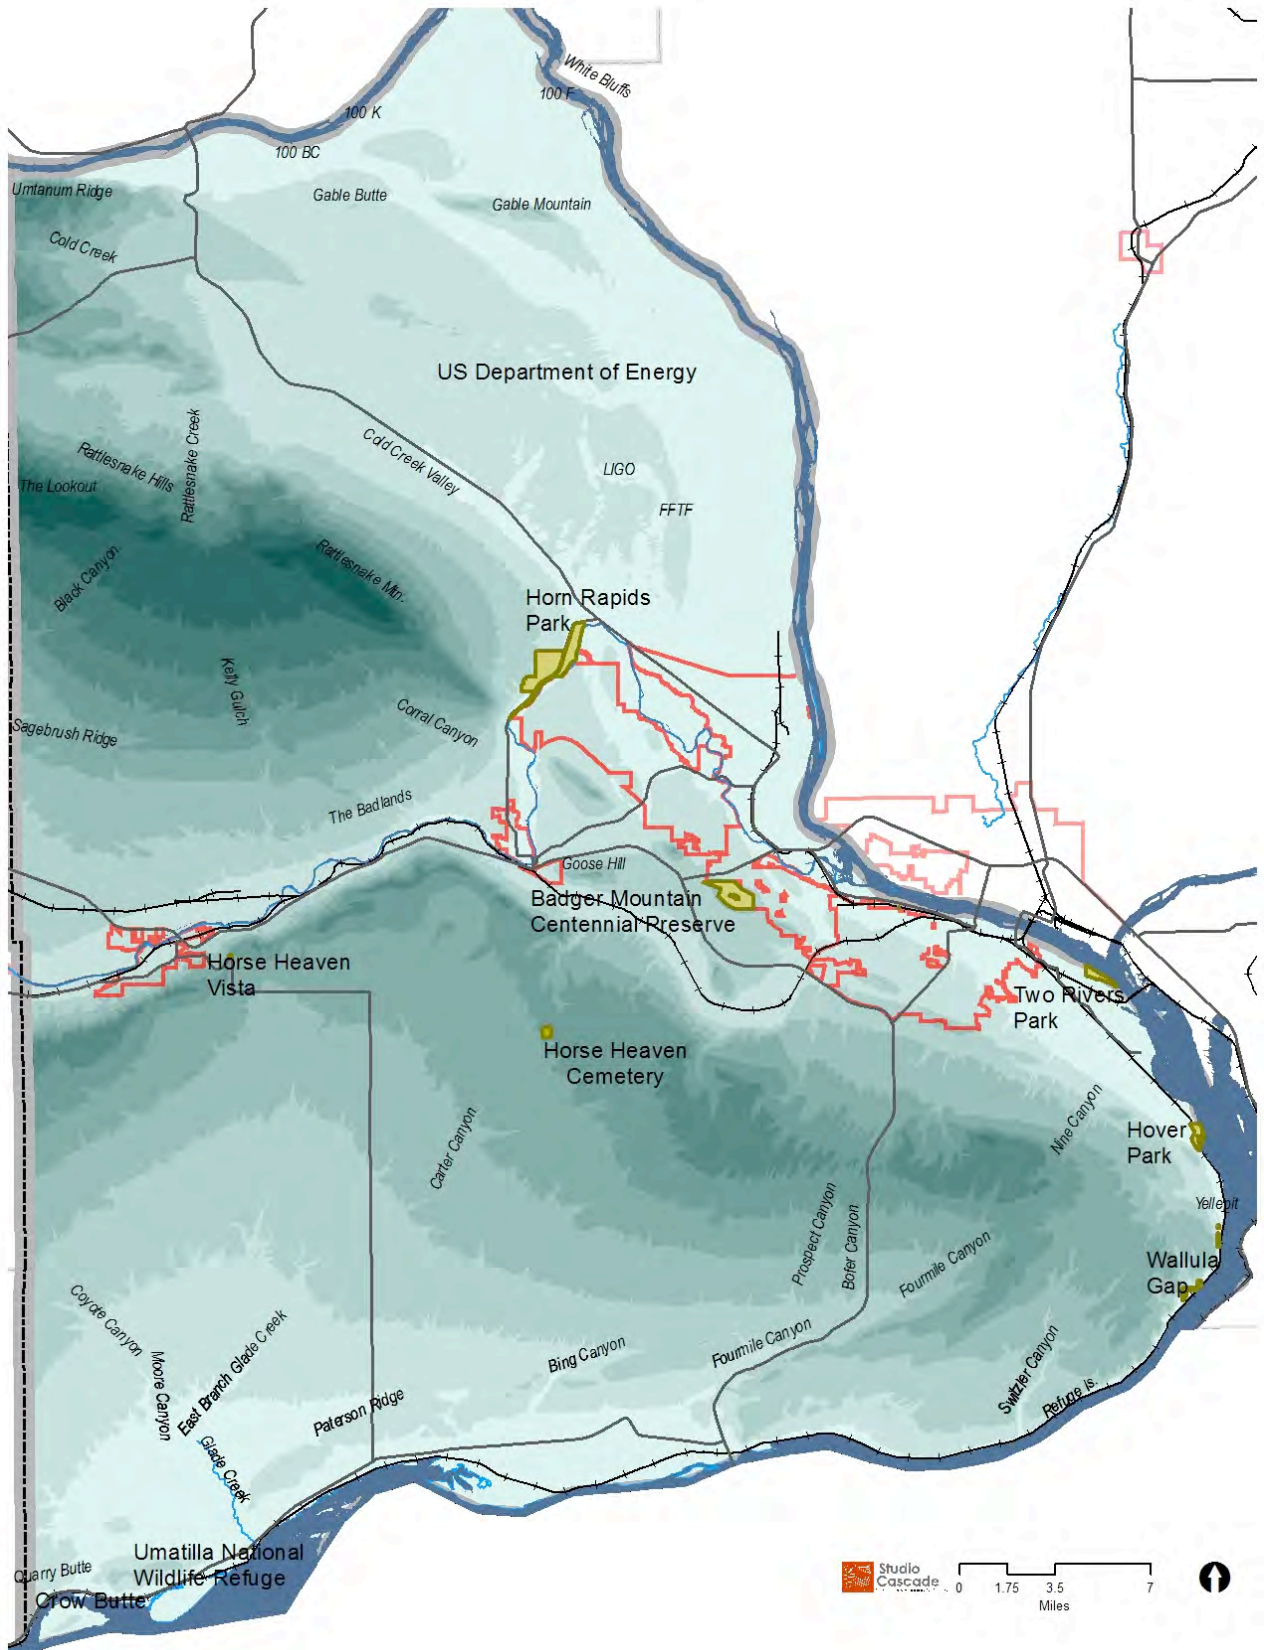 White Bluffs
100 F
100 K
100 BC
Umtanum Ridge
Gable Butte
Gable Mountain
Cold Creek
US Department of Energy
Rattlesnake Creek
Cold Creek Valley
Rattlesnake Hills
LIGO
The Lookout
FFTF
Black Canyon
Rattlesnake Mtn.
Horn Rapids
Park
Kelly Gulch
Corral Canyon
Sagebrush Ridge
The Badlands
Goose Hill
Badger Mountain
Centennial Preserve
Horse Heaven
Vista
Two Rivers
Park
Horse Heaven
Cemetery
Nine Canyon
Carter Canyon
Hover
Park
Yellepit
Prospect Canyon
Bofer Canyon
Fourmile Canyon
Wallula
Gap
Coyote Canyon
East Branch Glade Creek
Moore Canyon
Bing Canyon
Fourmile Canyon
Switzler Canyon
Paterson Ridge
Refuge is.
Glade Creek
Umatilla National
Wildlife Refuge
Quarry Butte
Crow Butte
Studio
Cascade
0 1.75 3.5 7
Miles